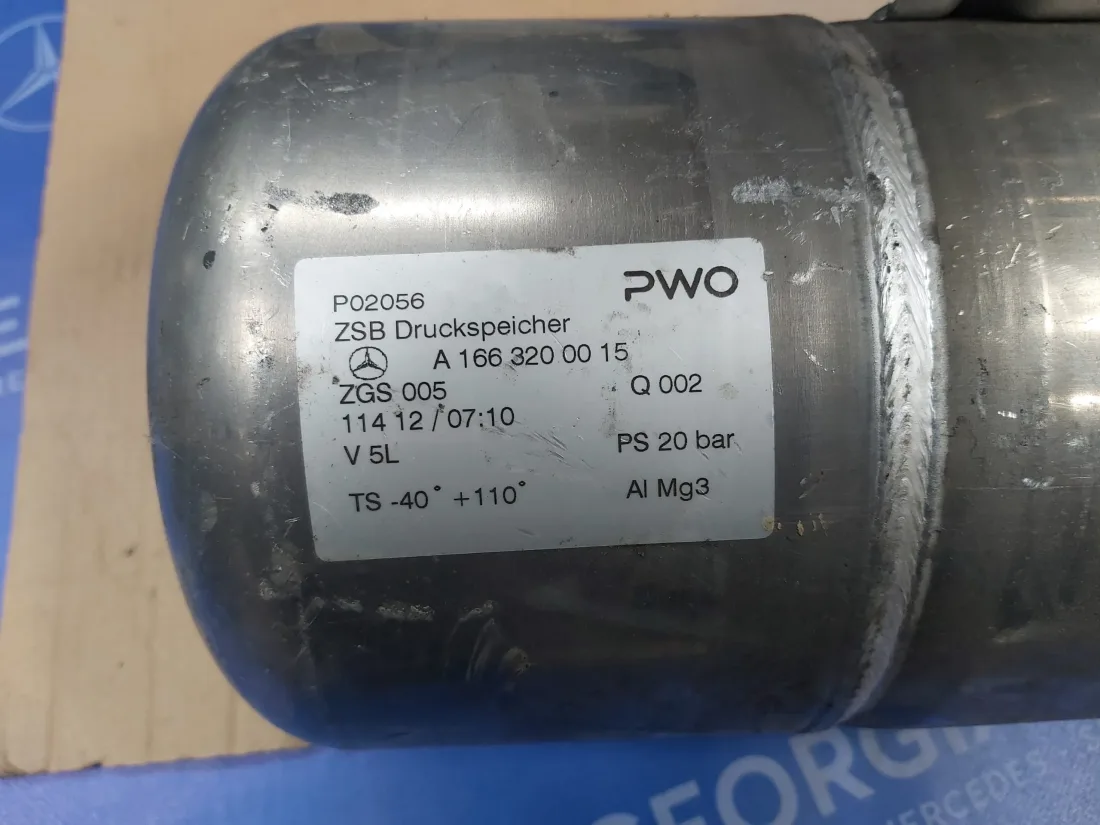 P02056
PWO
ZSB Druckspeicher
A 166 320 00 15
ZGS 005
Q 002
114 12 / 07:10
V 5L
PS 20 bar
TS -40° +110°
Al Mg3